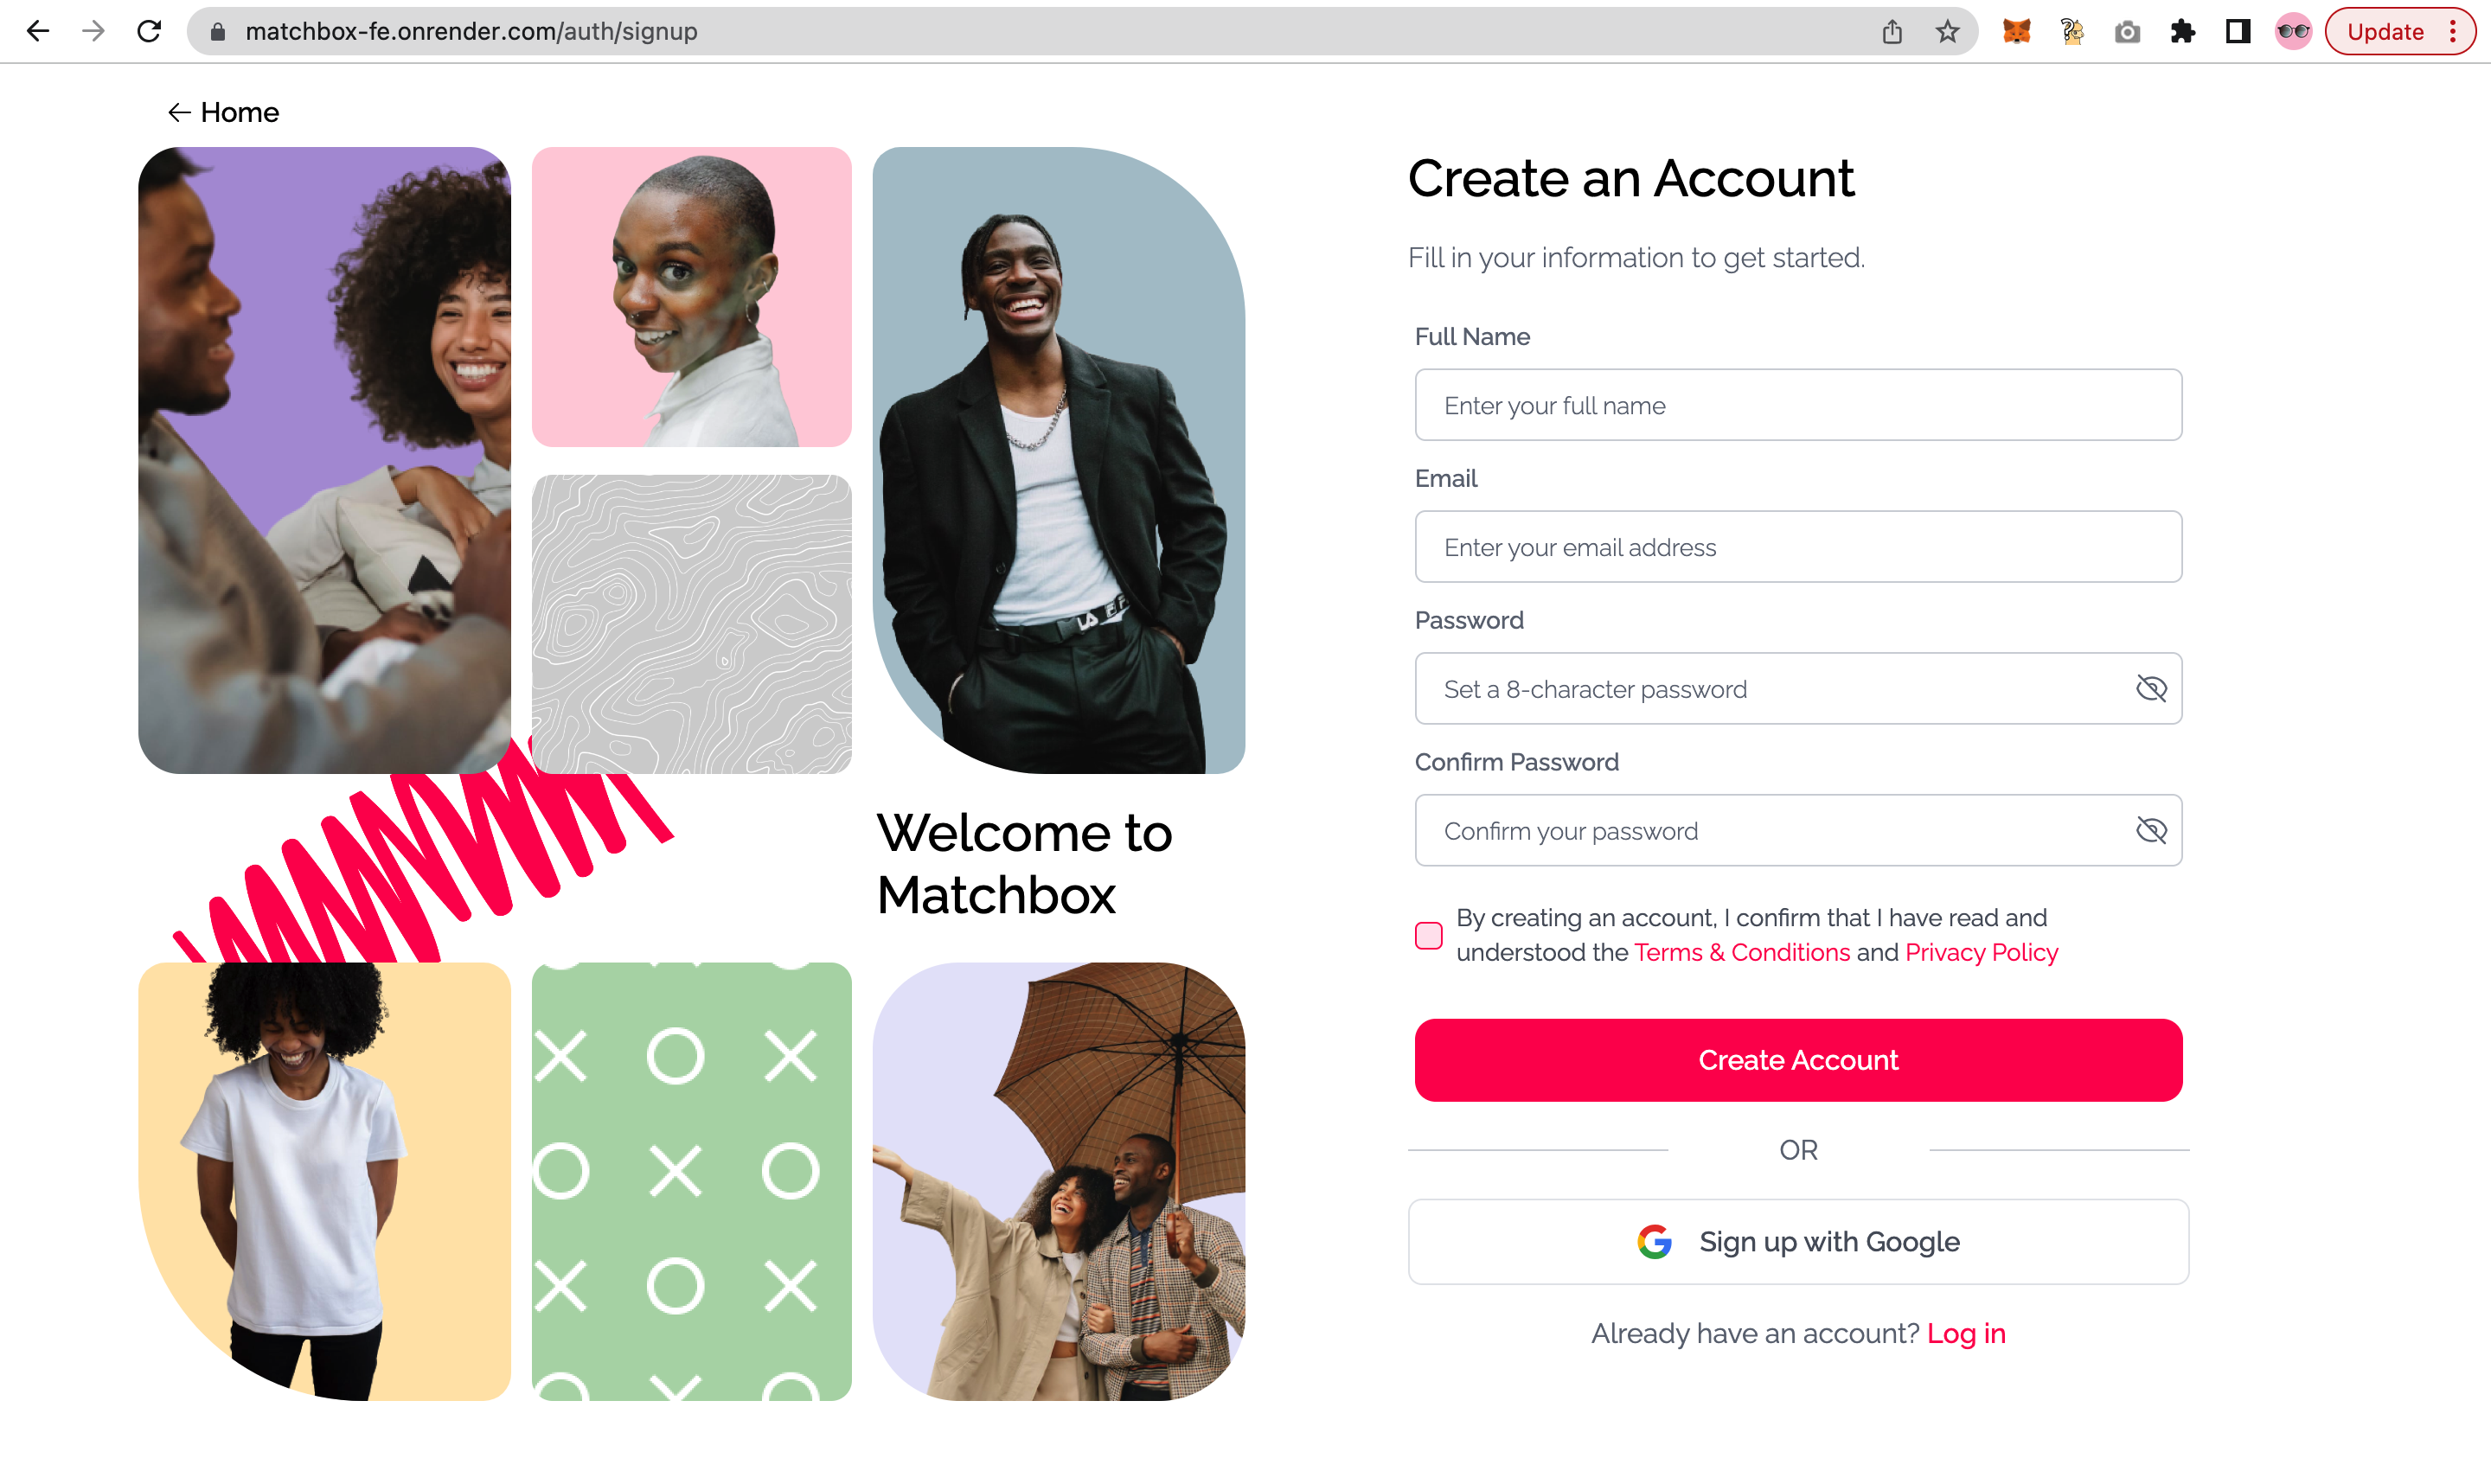 matchbox-fe.onrender.com/auth/signup
Update
Home
Create an Account
Fill in your information to get started.
Full Name
Enter your full name
Email
Enter your email address
Password
Set a 8-character password
Confirm Password
Confirm your password
Welcome to
Matchbox
By creating an account, I confirm that I have read and
understood the Terms & Conditions and Privacy Policy
Create Account
OR
Sign up with Google
Already have an account? Log in